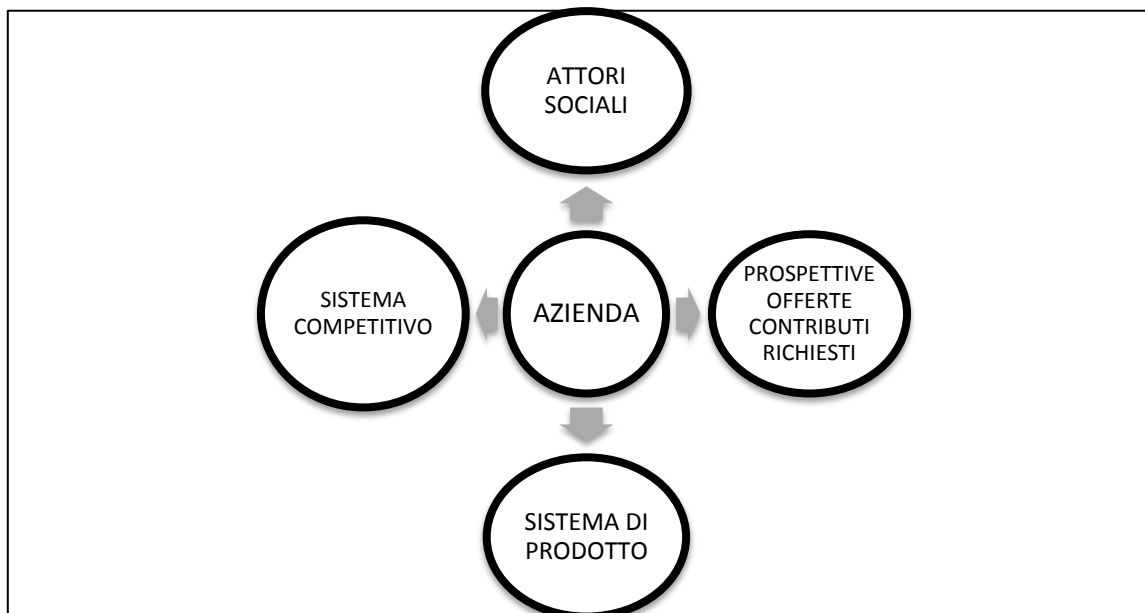 ATTORI
SOCIALI
SISTEMA
COMPETITIVO
AZIENDA
PROSPETTIVE
OFFERTE
CONTRIBUTI
RICHIESTI
SISTEMA DI
PRODOTTO